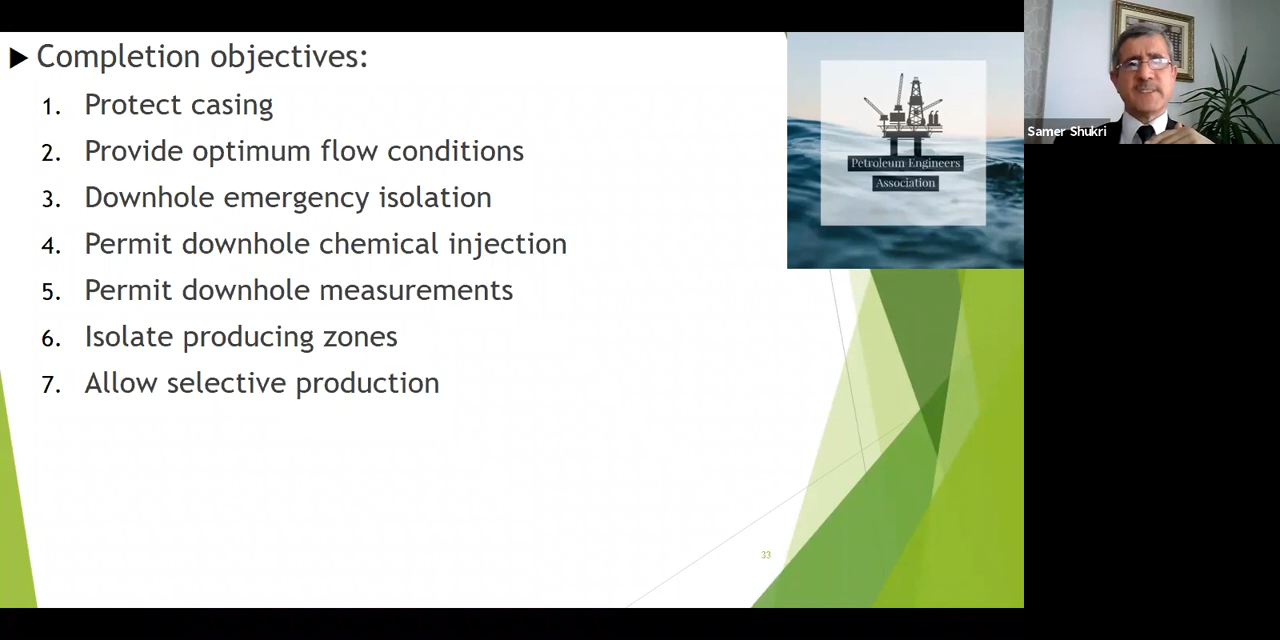 Completion objectives:
1. Protect casing
2. Provide optimum flow conditions
3. Downhole emergency isolation
4. Permit downhole chemical injection
5. Permit downhole measurements
6. Isolate producing zones
7. Allow selective production
Petroleum Engineers
Association
Samer Shukri
33